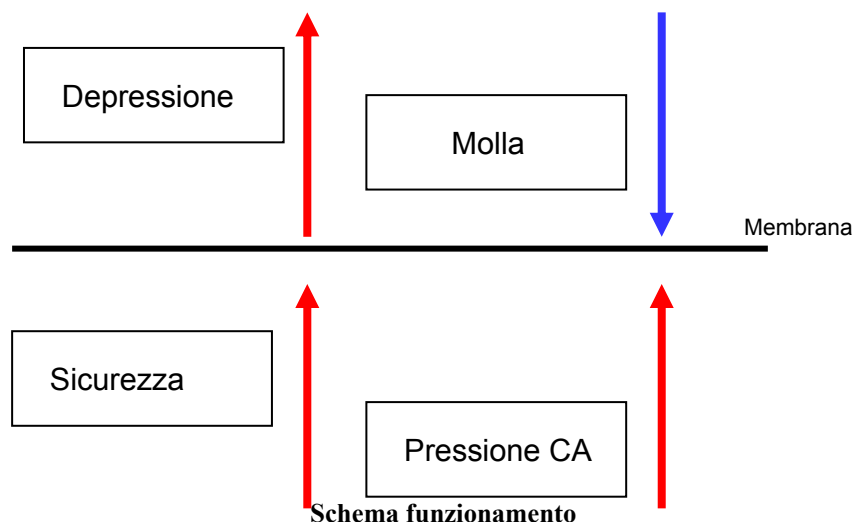 Depressione
Molla
Membrana
Sicurezza
Pressione CA
Schema funzionamento